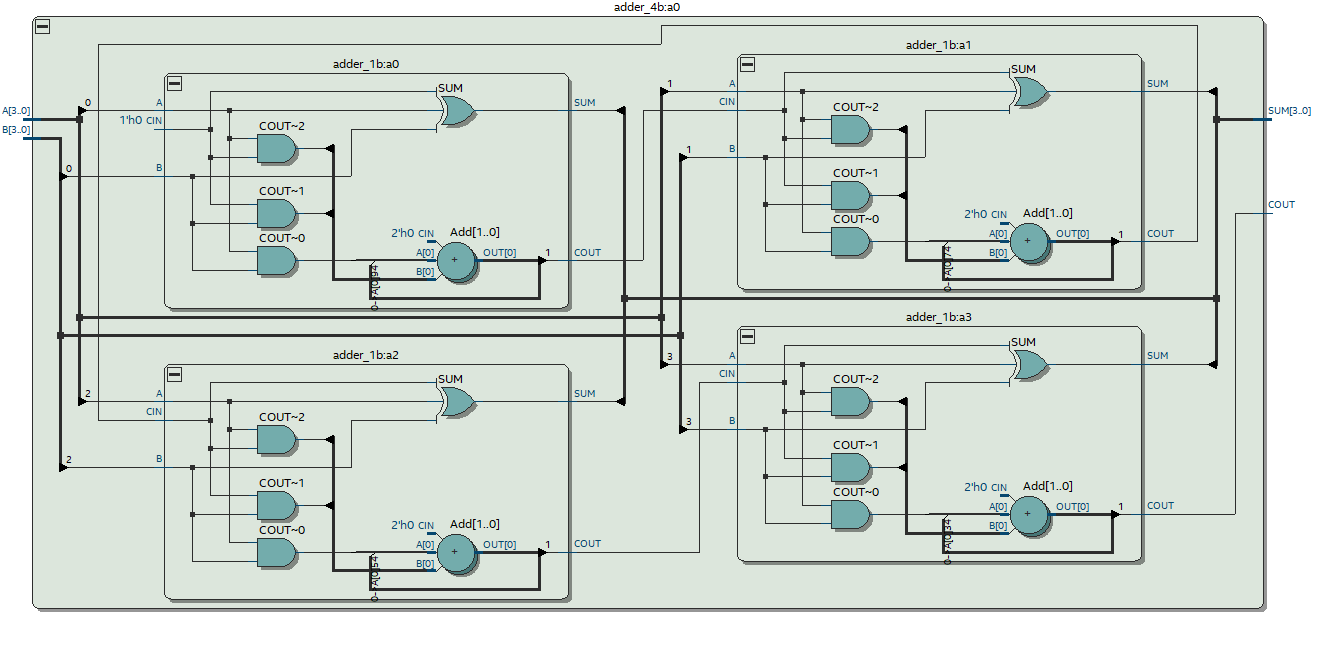 adder_4b:a0
A[3..0]
B[3..0]
adder_1b:a0
0
A
1'h0 CIN
0
B
SUM
COUT~2
COUT~1
COUT~0
2'h0 CIN
Add[1..0]
A[0]
B[0]
OUT[0]
1
SUM
COUT
adder_1b:a1
1
A
CIN
1
B
SUM
COUT~2
COUT~1
COUT~0
2'h0 CIN
Add[1..0]
A[0]
B[0]
OUT[0]
1
SUM
COUT
SUM[3..0]
COUT
adder_1b:a2
2
A
CIN
2
B
SUM
COUT~2
COUT~1
COUT~0
2'h0 CIN
Add[1..0]
A[0]
B[0]
OUT[0]
1
SUM
COUT
adder_1b:a3
3
A
CIN
3
B
SUM
COUT~2
COUT~1
COUT~0
2'h0 CIN
Add[1..0]
A[0]
B[0]
OUT[0]
1
SUM
COUT